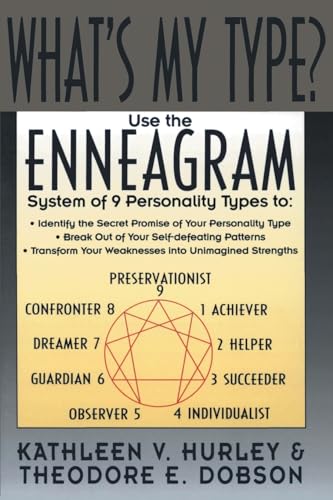 WHAT'S MY TYPE?
Use the
ENNEAGRAM
System of 9 Personality Types to:
• Identify the Secret Promise of Your Personality Type
• Break Out of Your Self-defeating Patterns
• Transform Your Weaknesses into Unimagined Strengths
PRESERVATIONIST
9
CONFRONTER 8 1 ACHIEVER
DREAMER 7 2 HELPER
GUARDIAN 6 3 SUCCEEDER
OBSERVER 5 4 INDIVIDUALIST
KATHLEEN V. HURLEY &
THEODORE E. DOBSON